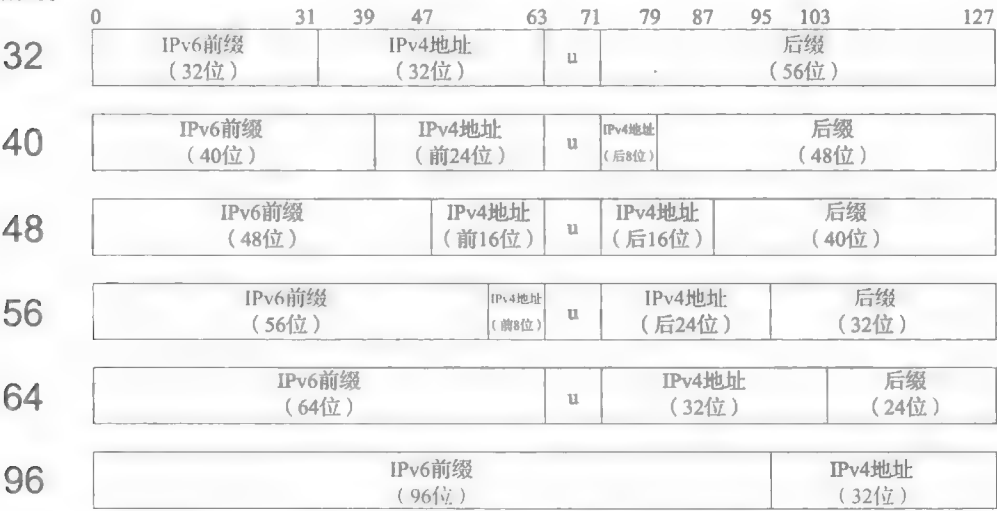 0 31 39 47 63 71 79 87 95 103 127
32 IPv6前缀 IPv4地址 u 后缀
（32位） （32位） （56位）
40 IPv6前缀 IPv4地址 u IPv4地址 后缀
（40位） （前24位） （后8位） （48位）
48 IPv6前缀 IPv4地址 u IPv4地址 后缀
（48位） （前16位） （后16位） （40位）
56 IPv6前缀 IPv4地址 u IPv4地址 后缀
（56位） （前8位） （后24位） （32位）
64 IPv6前缀 u IPv4地址 后缀
（64位） （32位） （24位）
96 IPv6前缀 IPv4地址
（96位） （32位）